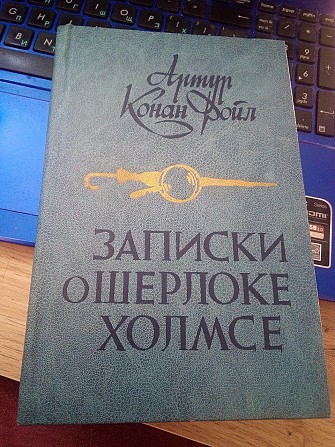 Артур
Конан Дойл
ЗАПИСКИ
О ШЕРЛОКЕ
ХОЛМСЕ